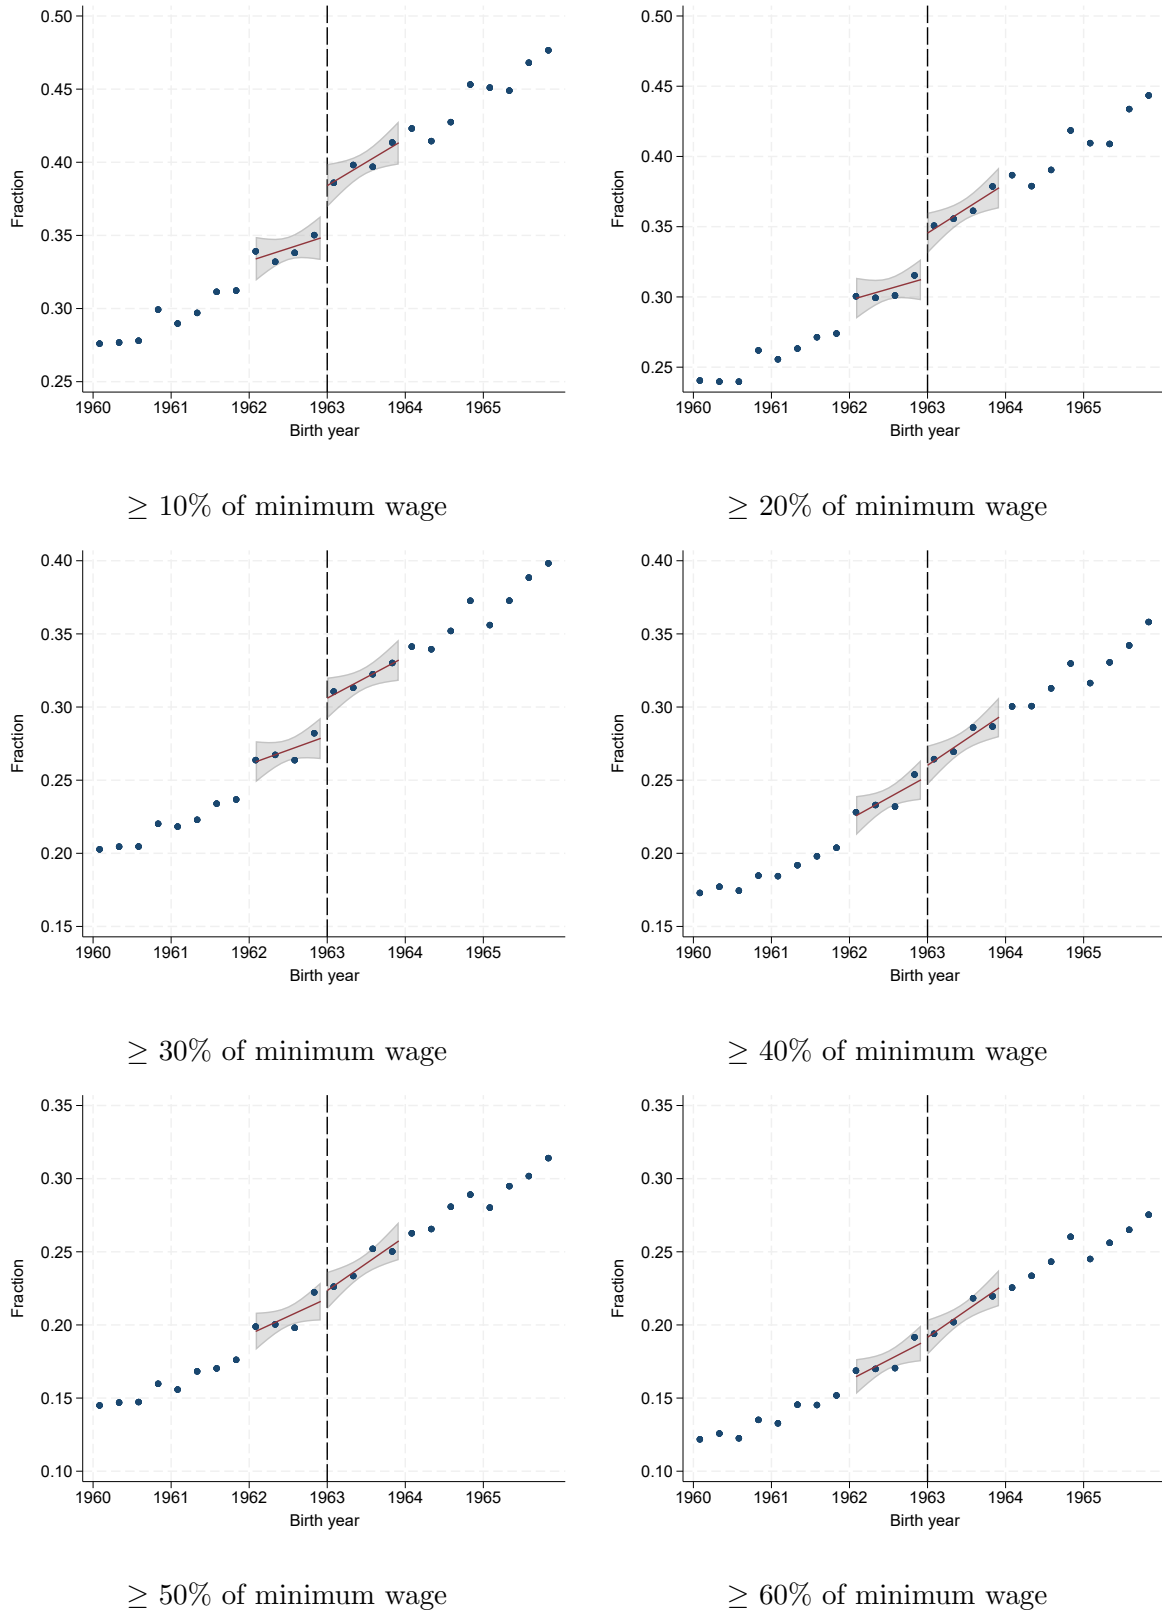 0.50
0.45
0.40
0.35
0.30
0.25
Fraction
1960 1961 1962 1963 1964 1965
Birth year
≥ 10% of minimum wage
0.50
0.45
0.40
0.35
0.30
0.25
Fraction
1960 1961 1962 1963 1964 1965
Birth year
≥ 20% of minimum wage
0.40
0.35
0.30
0.25
0.20
0.15
Fraction
1960 1961 1962 1963 1964 1965
Birth year
≥ 30% of minimum wage
0.40
0.35
0.30
0.25
0.20
0.15
Fraction
1960 1961 1962 1963 1964 1965
Birth year
≥ 40% of minimum wage
0.35
0.30
0.25
0.20
0.15
0.10
Fraction
1960 1961 1962 1963 1964 1965
Birth year
≥ 50% of minimum wage
0.35
0.30
0.25
0.20
0.15
0.10
Fraction
1960 1961 1962 1963 1964 1965
Birth year
≥ 60% of minimum wage